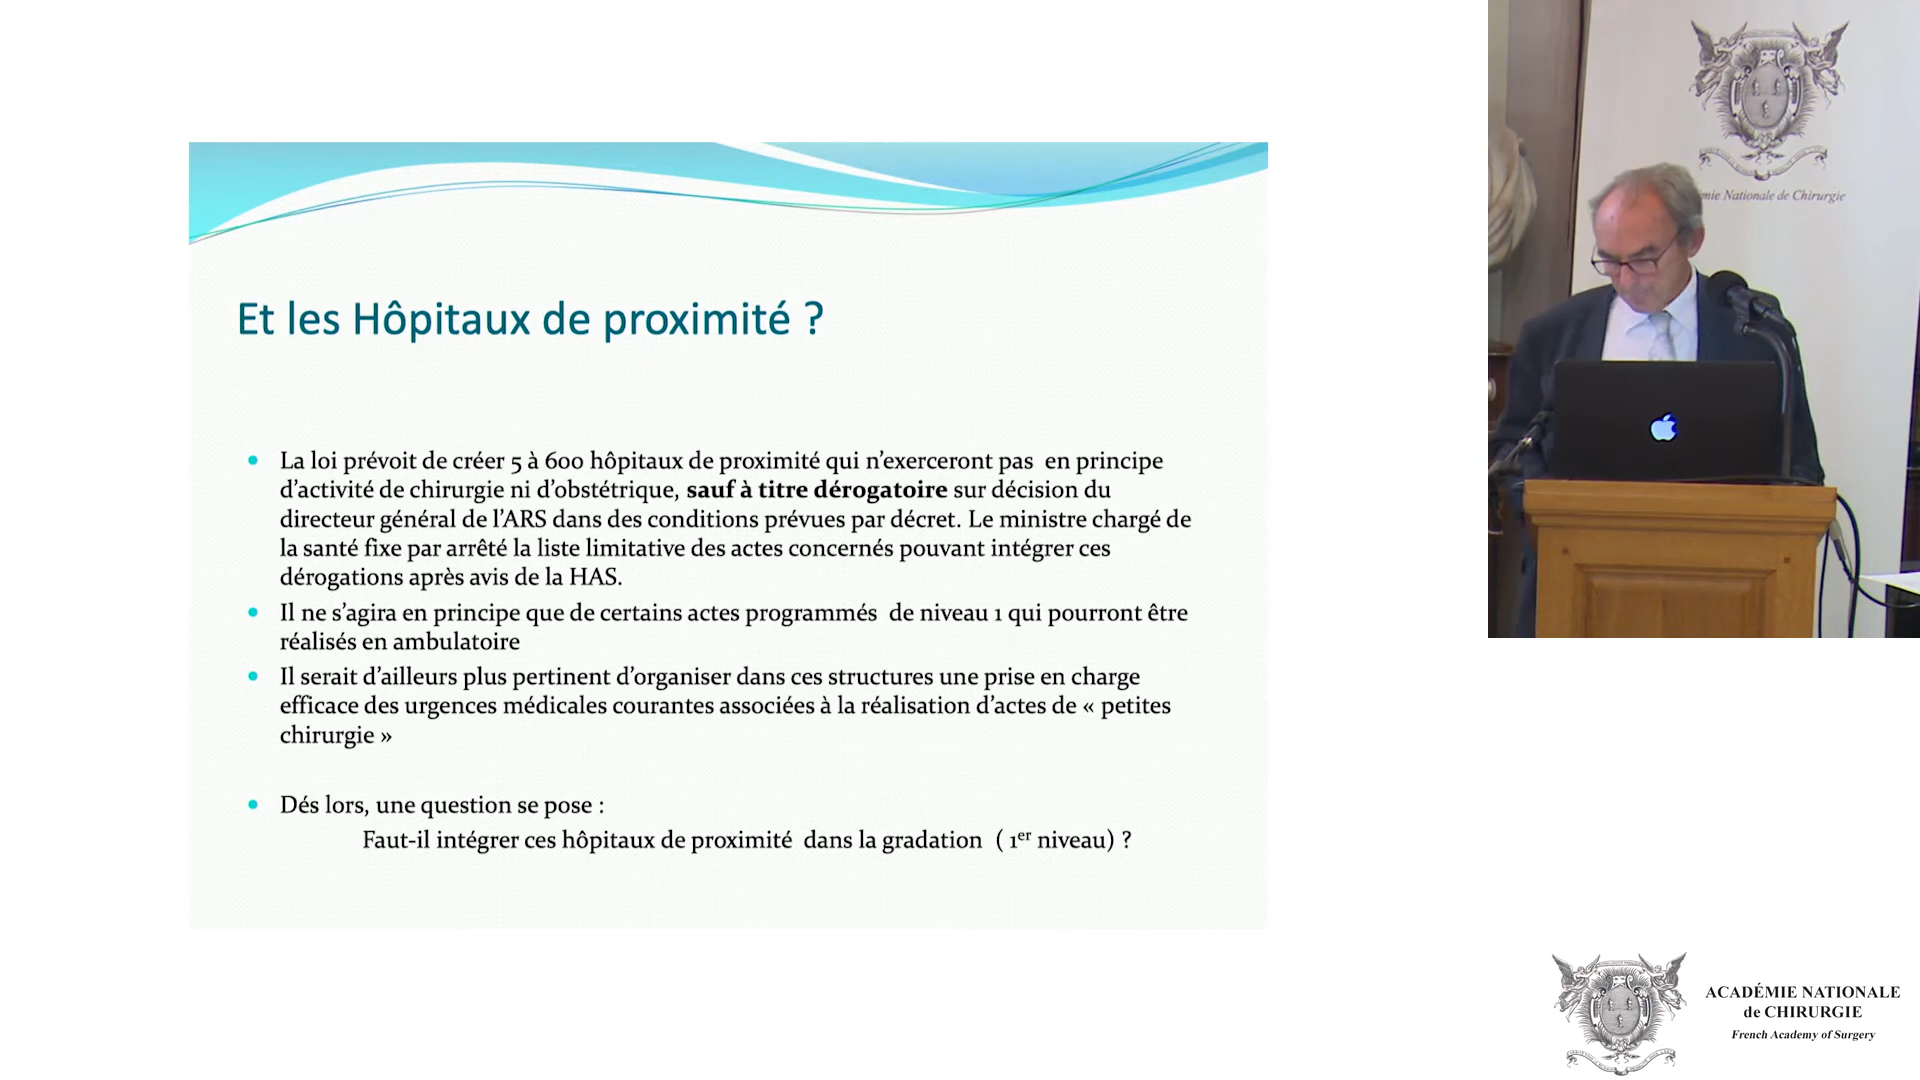 Et les Hôpitaux de proximité ?
La loi prévoit de créer 5 à 600 hôpitaux de proximité qui n’exerceront pas en principe
d’activité de chirurgie ni d’obstétrique, sauf à titre dérogatoire sur décision du
directeur général de l’ARS dans des conditions prévues par décret. Le ministre chargé de
la santé fixe par arrêté la liste limitative des actes concernés pouvant intégrer ces
dérogations après avis de la HAS.
Il ne s’agira en principe que de certains actes programmés de niveau 1 qui pourront être
réalisés en ambulatoire
Il serait d’ailleurs plus pertinent d’organiser dans ces structures une prise en charge
efficace des urgences médicales courantes associées à la réalisation d’actes de « petites
chirurgie »
Dés lors, une question se pose :
Faut-il intégrer ces hôpitaux de proximité dans la gradation ( 1er niveau) ?
mie Nationale de Chirurgie
ACADÉMIE NATIONALE
de CHIRURGIE
French Academy of Surgery